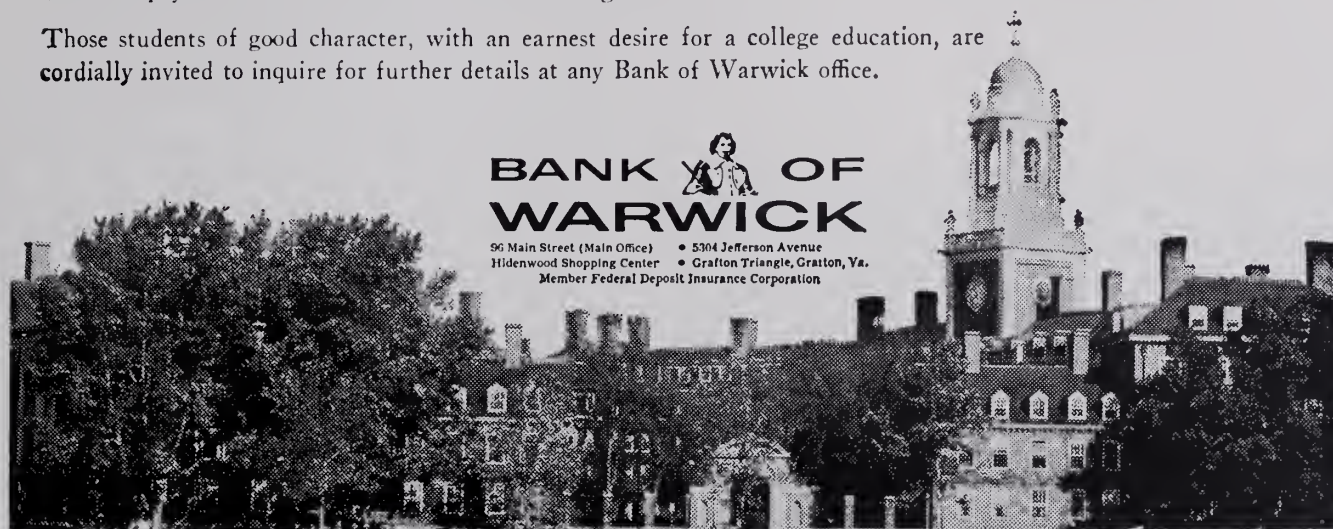 Those students of good character, with an earnest desire for a college education, are
cordially invited to inquire for further details at any Bank of Warwick office.
BANK OF
WARWICK
96 Main Street (Main Office) • 5304 Jefferson Avenue
Hidenwood Shopping Center • Grafton Triangle, Grafton, Va.
Member Federal Deposit Insurance Corporation